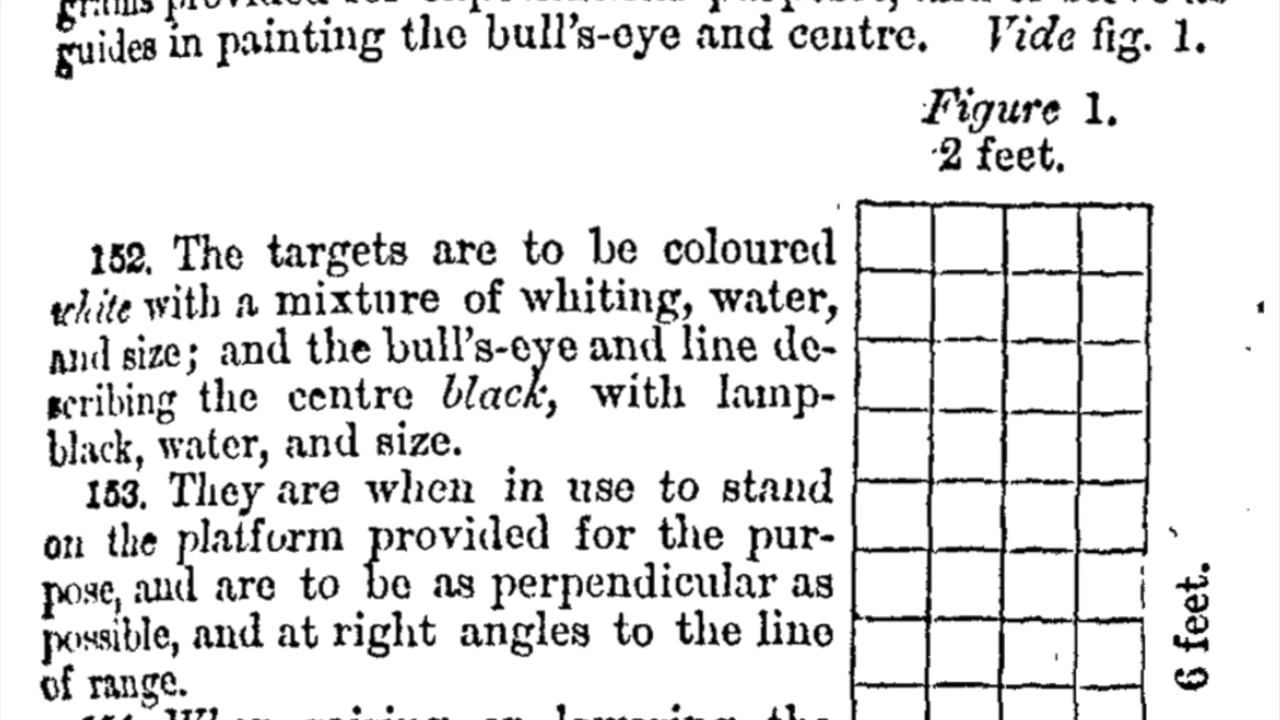 guides in painting the bull's-eye and centre. Vide fig. 1.
Figure 1.
2 feet.
152. The targets are to be coloured
white with a mixture of whiting, water,
and size; and the bull's-eye and line de-
scribing the centre black, with lamp-
black, water, and size.
153. They are when in use to stand
on the platform provided for the pur-
pose, and are to be as perpendicular as
possible, and at right angles to the line
of range.
6 feet.